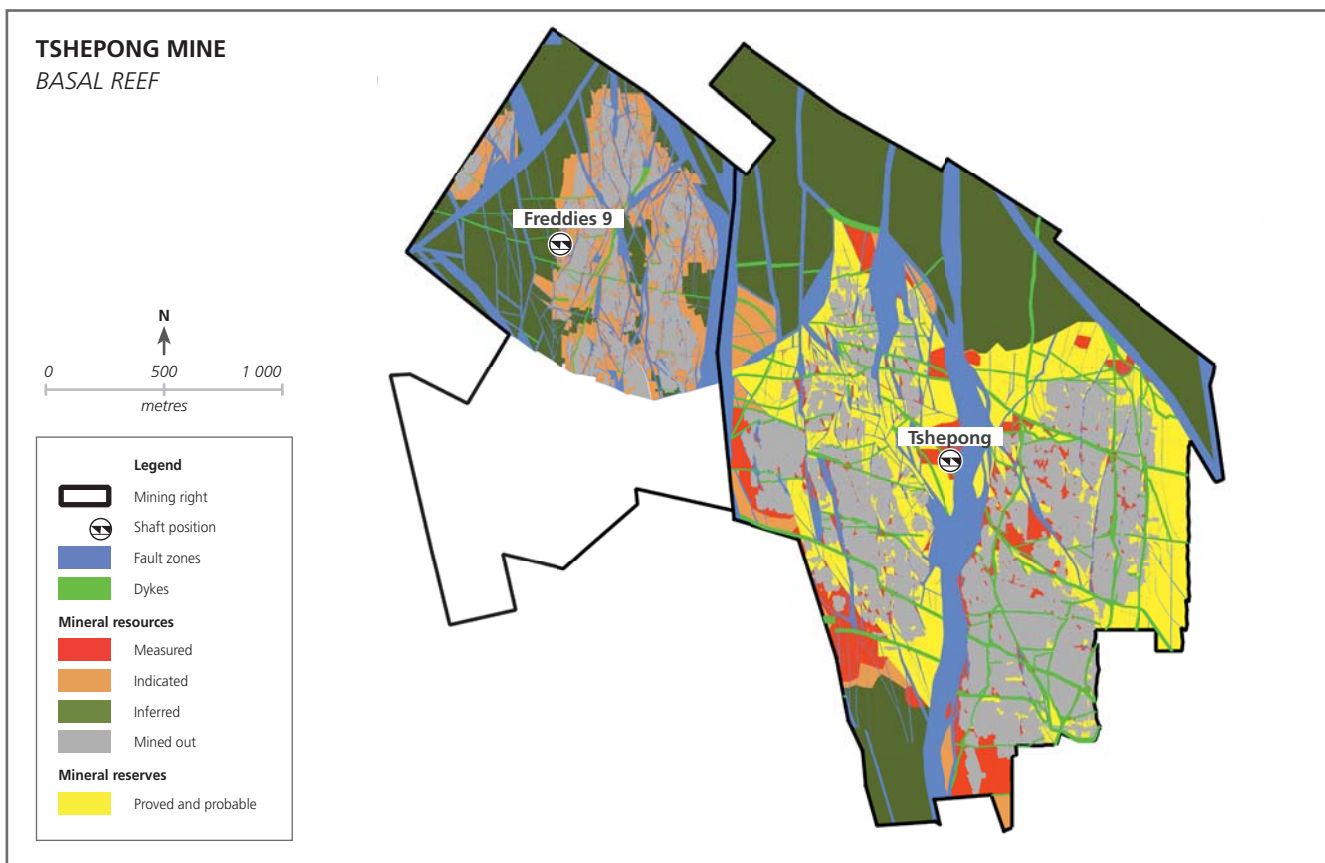 TSHEPONG MINE
BASAL REEF
Freddies 9
Tshepong
N
0 500 1 000
metres
Legend
Mining right
Shaft position
Fault zones
Dykes
Mineral resources
Measured
Indicated
Inferred
Mined out
Mineral reserves
Proved and probable